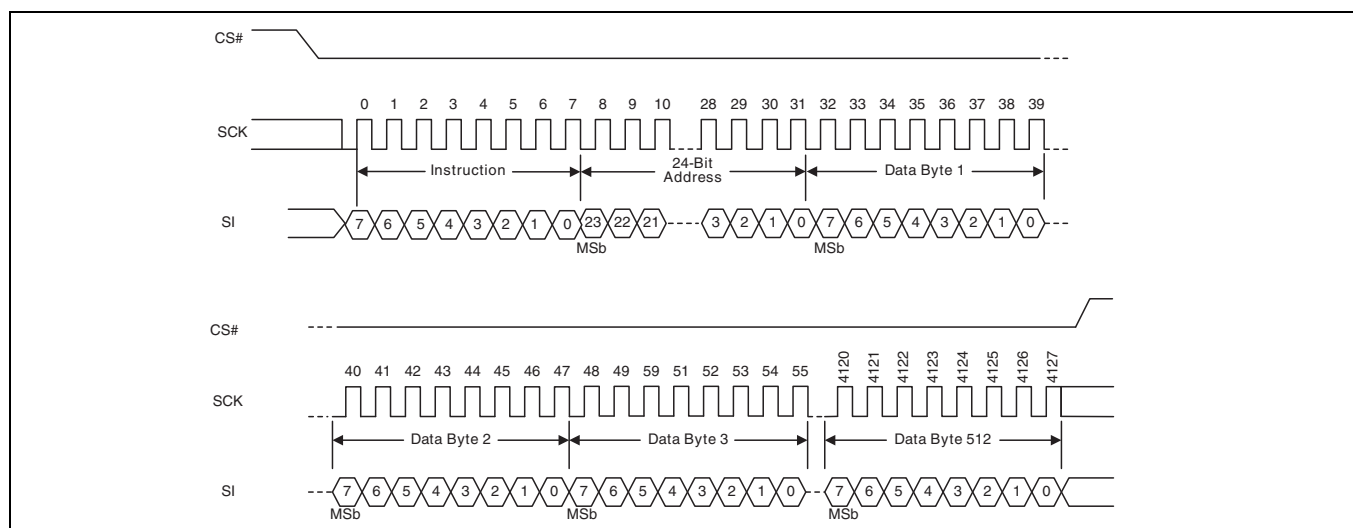 CS#
0 1 2 3 4 5 6 7 8 9 10 28 29 30 31 32 33 34 35 36 37 38 39
SCK
Instruction 24-Bit Address Data Byte 1
SI 7 6 5 4 3 2 1 0 23 22 21 3 2 1 0 7 6 5 4 3 2 1 0
MSb MSb
CS#
40 41 42 43 44 45 46 47 48 49 59 51 52 53 54 55 4120 4121 4122 4123 4124 4125 4126 4127
SCK
Data Byte 2 Data Byte 3 Data Byte 512
SI 7 6 5 4 3 2 1 0 7 6 5 4 3 2 1 0 7 6 5 4 3 2 1 0
MSb MSb MSb